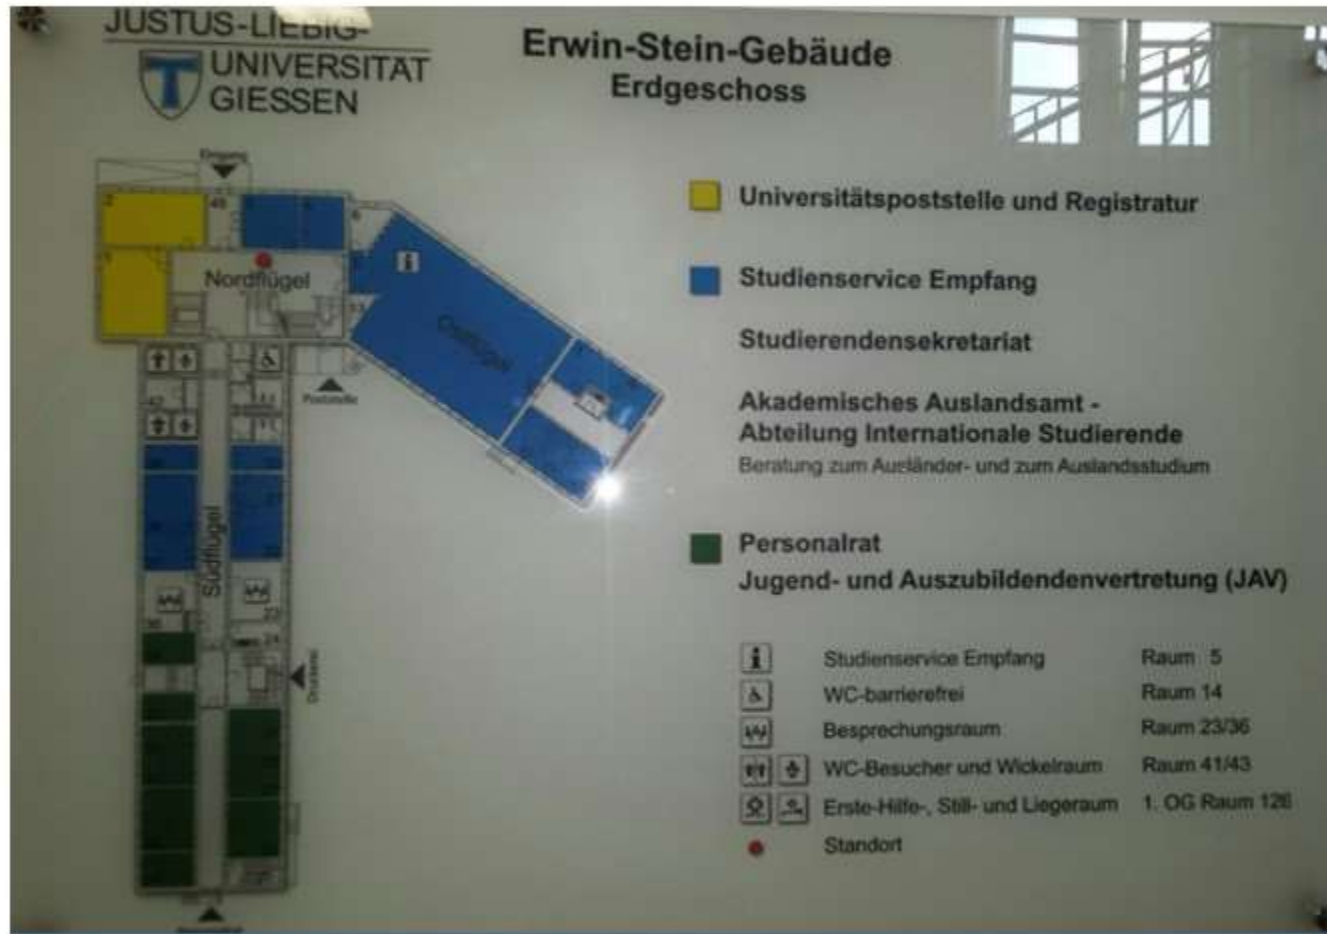 JUSTUS-LIEBIG-
UNIVERSITÄT
GIESSEN
Erwin-Stein-Gebäude
Erdgeschoss
Eingang
Nordflügel
Ostflügel
Poststelle
Südflügel
Druckerei
Universitätspoststelle und Registratur
Studienservice Empfang
Studierendensekretariat
Akademisches Auslandsamt -
Abteilung Internationale Studierende
Beratung zum Ausländer- und zum Auslandsstudium
Personalrat
Jugend- und Auszubildendenvertretung (JAV)
Studienservice Empfang Raum 5
WC-barrierefrei Raum 14
Besprechungsraum Raum 23/36
WC-Besucher und Wickelraum Raum 41/43
Erste-Hilfe-, Still- und Liegeraum 1. OG Raum 126
Standort